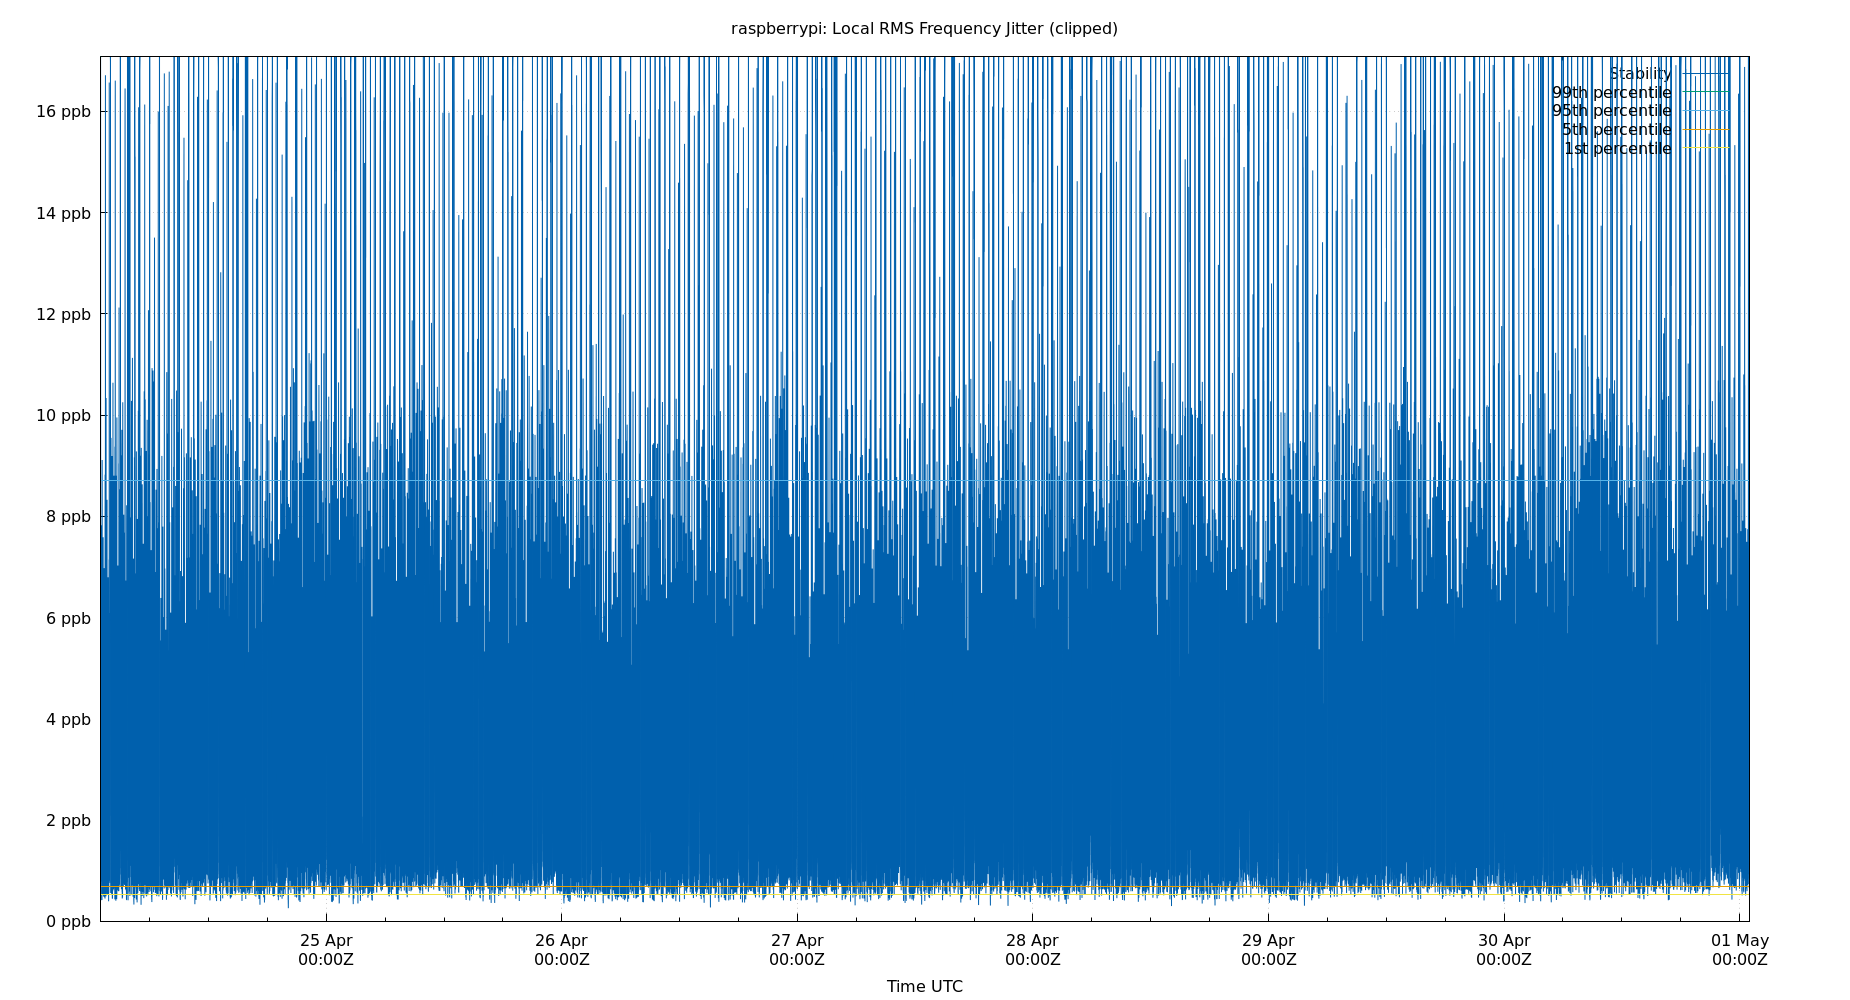 raspberrypi: Local RMS Frequency Jitter (clipped)
Stability
99th percentile
95th percentile
5th percentile
1st percentile
16 ppb
14 ppb
12 ppb
10 ppb
8 ppb
6 ppb
4 ppb
2 ppb
0 ppb
25 Apr 26 Apr 27 Apr 28 Apr 29 Apr 30 Apr 01 May
00:00Z 00:00Z 00:00Z 00:00Z 00:00Z 00:00Z 00:00Z
Time UTC